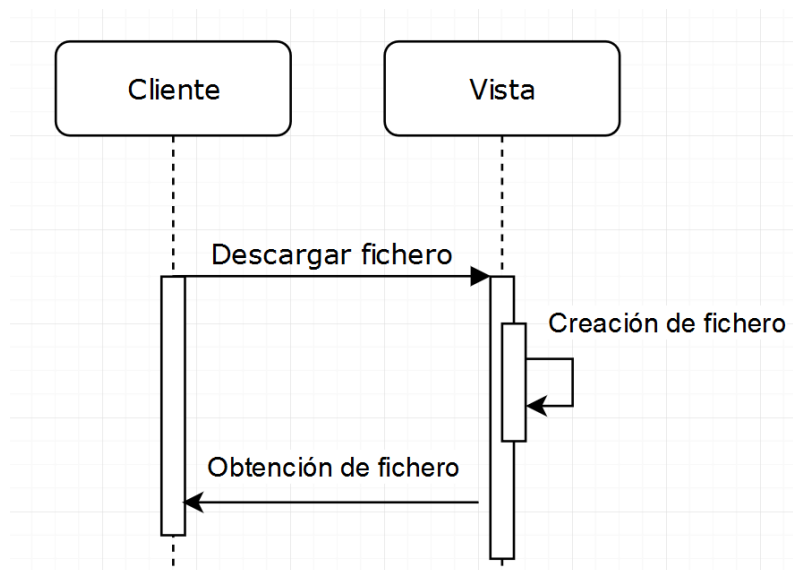 Cliente
Vista
Descargar fichero
Creación de fichero
Obtención de fichero